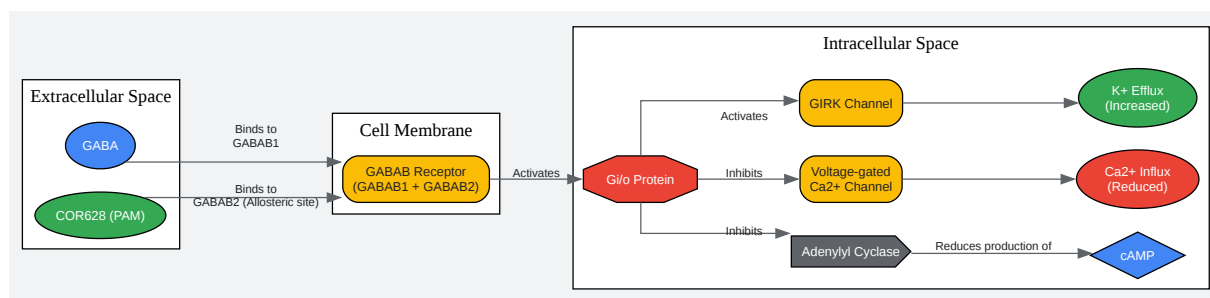 Extracellular Space
GABA
COR628 (PAM)
Binds to
GABAB1
Binds to
GABAB2 (Allosteric site)
Cell Membrane
GABAB Receptor
(GABAB1 + GABAB2)
Activates
Intracellular Space
Gi/o Protein
Activates
GIRK Channel
K+ Efflux
(Increased)
Inhibits
Voltage-gated
Ca2+ Channel
Ca2+ Influx
(Reduced)
Inhibits
Adenylyl Cyclase
Reduces production of
cAMP